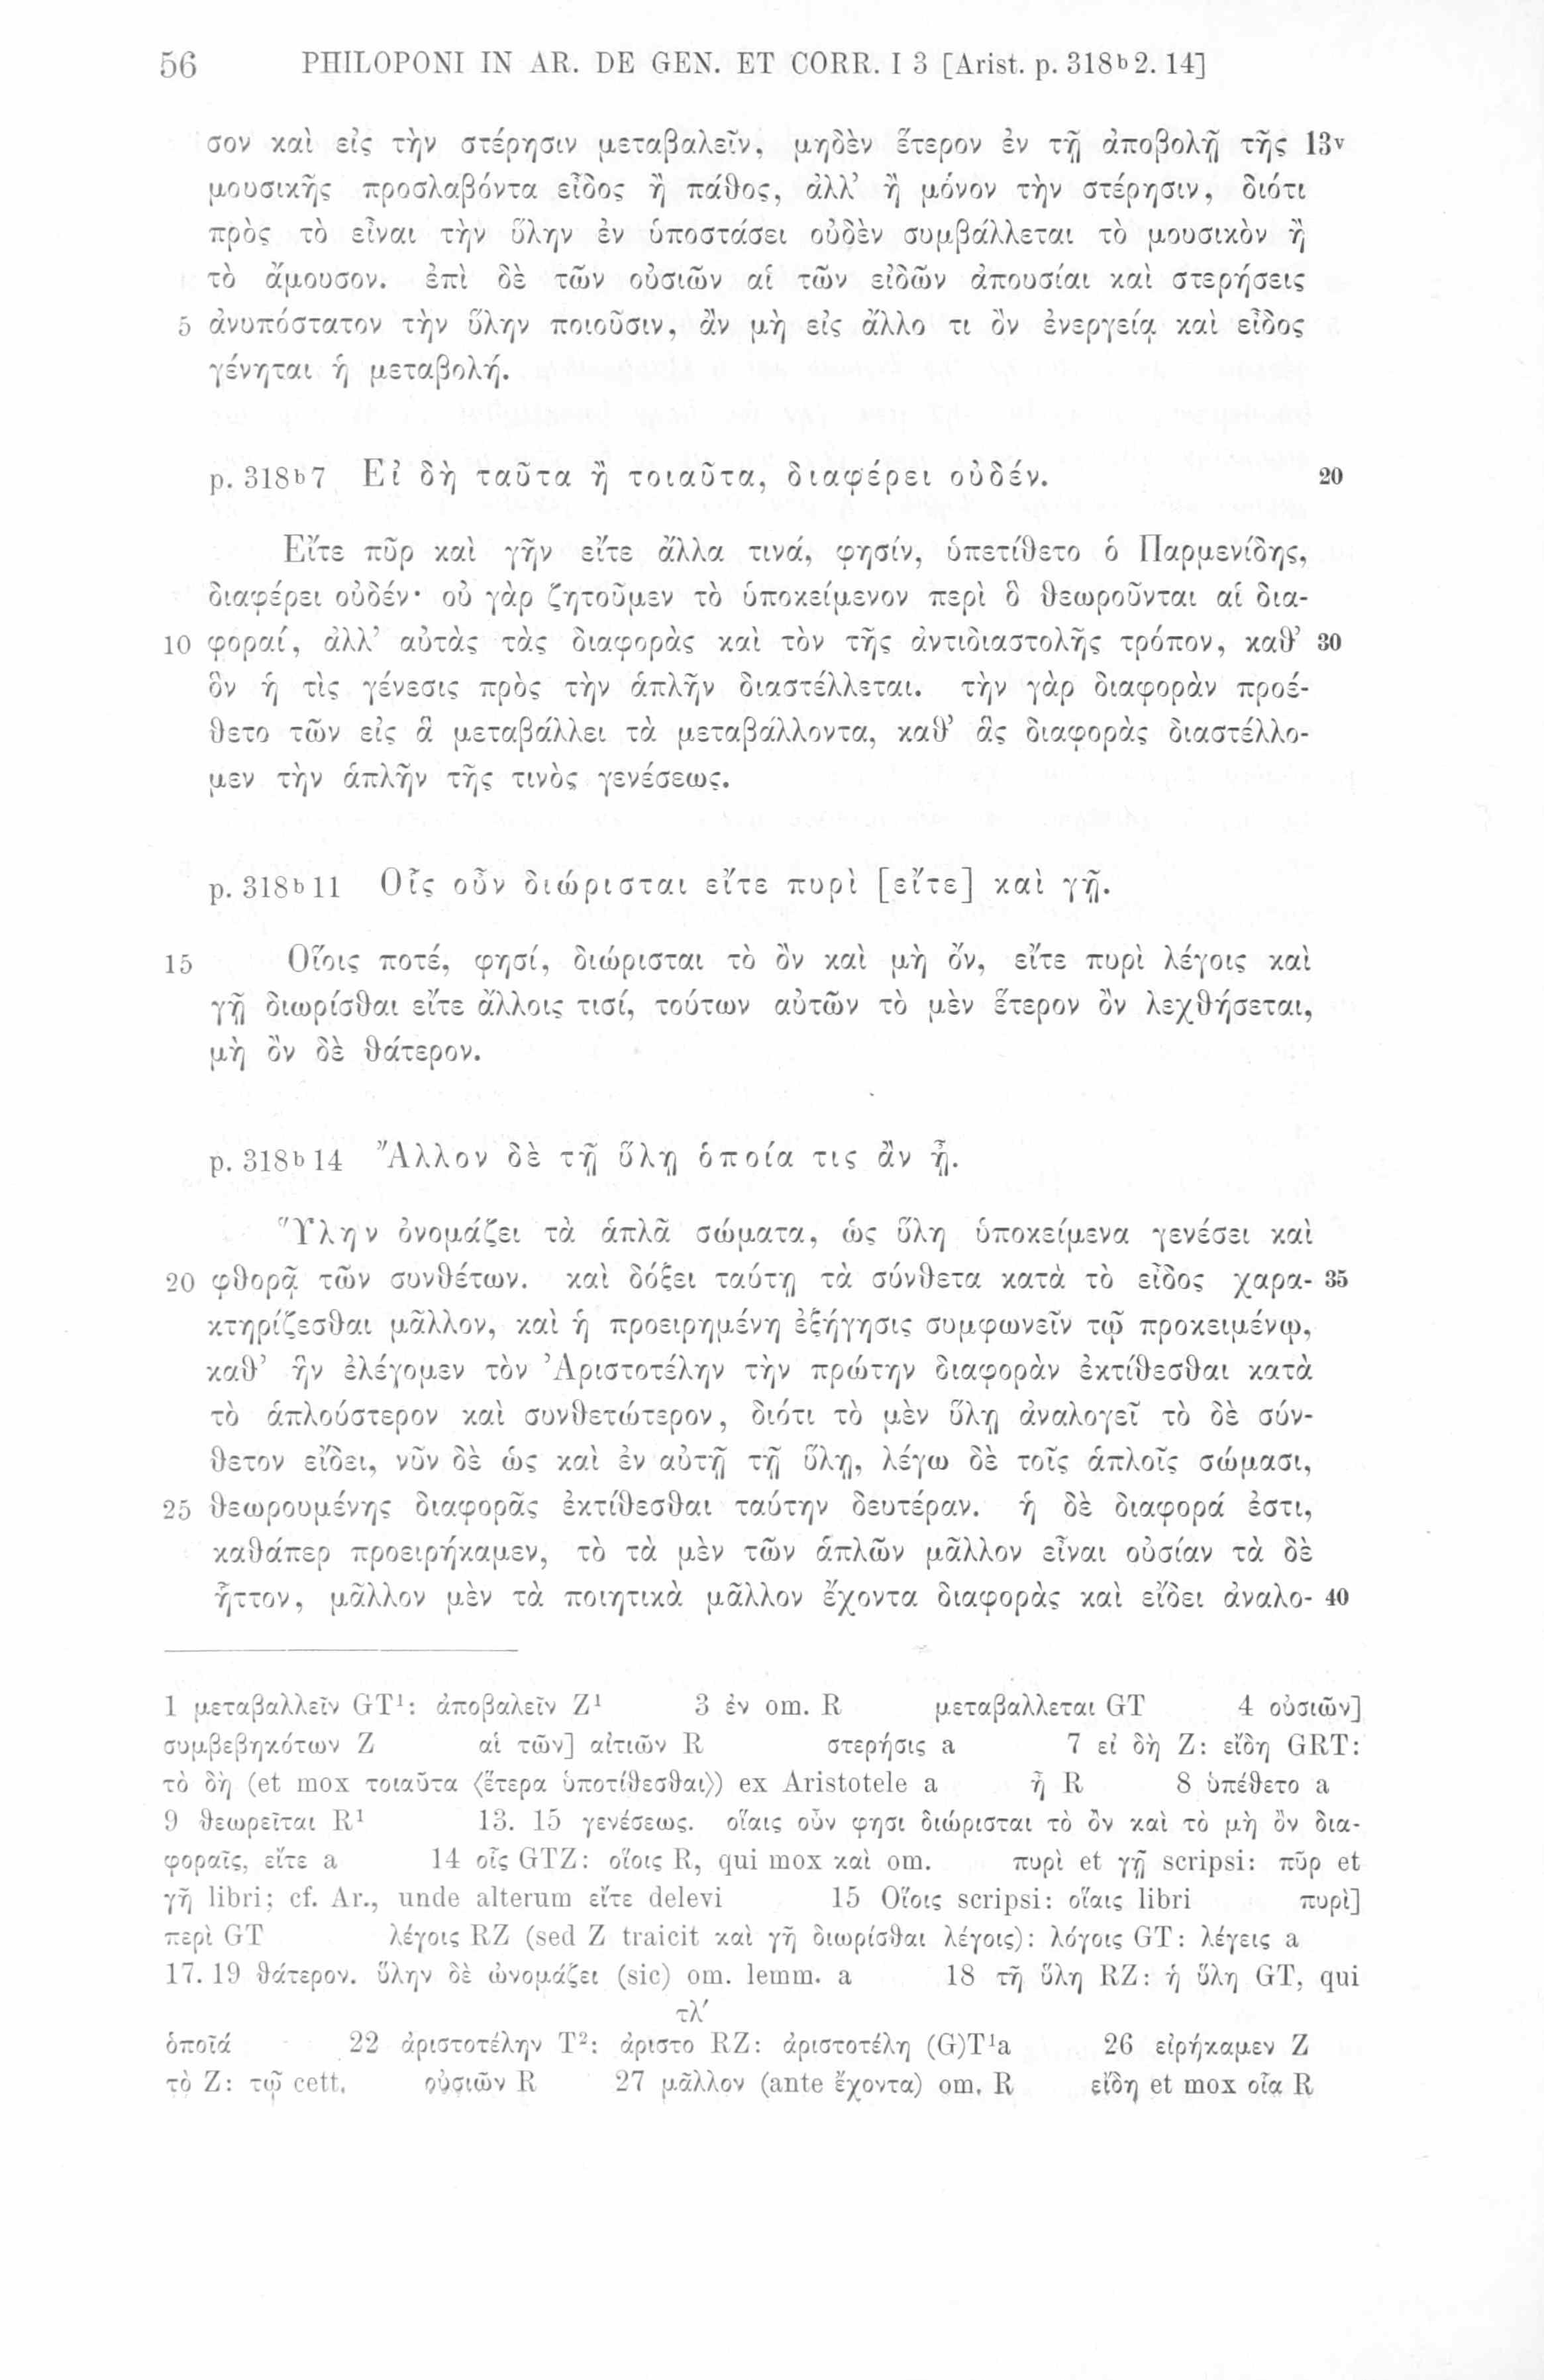 56 PHILOPONI IN AR. DE GEN. ET CORR. I 3 [Arist. p. 318ᵇ2. 14]
σον καὶ εἰς τὴν στέρησιν μεταβαλεῖν, μηδὲν ἕτερον ἐν τῇ ἀποβολῇ τῆς 13ᵛ
μουσικῆς προσλαβόντα εἶδος ἢ πάθος, ἀλλ’ ἢ μόνον τὴν στέρησιν, διότι
πρὸς τὸ εἶναι τὴν ὕλην ἐν ὑποστάσει οὐδὲν συμβάλλεται τὸ μουσικὸν ἢ
τὸ ἄμουσον. ἐπὶ δὲ τῶν οὐσιῶν αἱ τῶν εἰδῶν ἀπουσίαι καὶ στερήσεις
5 ἀνυπόστατον τὴν ὕλην ποιοῦσιν, ἂν μὴ εἰς ἄλλο τι ὂν ἐνεργείᾳ καὶ εἶδος
γένηται ἡ μεταβολή.
p. 318ᵇ7 Εἰ δὴ ταῦτα ἢ τοιαῦτα, διαφέρει οὐδέν. 20
Εἴτε πῦρ καὶ γῆν εἴτε ἄλλα τινά, φησίν, ὑπετίθετο ὁ Παρμενίδης,
διαφέρει οὐδέν· οὐ γὰρ ζητοῦμεν τὸ ὑποκείμενον περὶ ὃ θεωροῦνται αἱ δια-
10 φοραί, ἀλλ’ αὐτὰς τὰς διαφορὰς καὶ τὸν τῆς ἀντιδιαστολῆς τρόπον, καθ’ 30
ὃν ἡ τὶς γένεσις πρὸς τὴν ἁπλῆν διαστέλλεται. τὴν γὰρ διαφορὰν προέ-
θετο τῶν εἰς ἃ μεταβάλλει τὰ μεταβάλλοντα, καθ’ ἃς διαφορὰς διαστέλλο-
μεν τὴν ἁπλῆν τῆς τινὸς γενέσεως.
p. 318ᵇ11 Οἷς οὖν διώρισται εἴτε πυρὶ [εἴτε] καὶ γῇ.
15 Οἵοις ποτέ, φησί, διώρισται τὸ ὂν καὶ μὴ ὄν, εἴτε πυρὶ λέγοις καὶ
γῇ διωρίσθαι εἴτε ἄλλοις τισί, τούτων αὐτῶν τὸ μὲν ἕτερον ὂν λεχθήσεται,
μὴ ὂν δὲ θάτερον.
p. 318ᵇ14 Ἄλλον δὲ τῇ ὕλῃ ὁποία τις ἂν ᾖ.
Ὕλην ὀνομάζει τὰ ἁπλᾶ σώματα, ὡς ὕλη ὑποκείμενα γενέσει καὶ
20 φθορᾷ τῶν συνθέτων. καὶ δόξει ταύτῃ τὰ σύνθετα κατὰ τὸ εἶδος χαρα- 35
κτηρίζεσθαι μᾶλλον, καὶ ἡ προειρημένη ἐξήγησις συμφωνεῖν τῷ προκειμένῳ,
καθ’ ἣν ἐλέγομεν τὸν Ἀριστοτέλην τὴν πρώτην διαφορὰν ἐκτίθεσθαι κατὰ
τὸ ἁπλούστερον καὶ συνθετώτερον, διότι τὸ μὲν ὕλῃ ἀναλογεῖ τὸ δὲ σύν-
θετον εἴδει, νῦν δὲ ὡς καὶ ἐν αὐτῇ τῇ ὕλῃ, λέγω δὲ τοῖς ἁπλοῖς σώμασι,
25 θεωρουμένης διαφορᾶς ἐκτίθεσθαι ταύτην δευτέραν. ἡ δὲ διαφορά ἐστι,
καθάπερ προειρήκαμεν, τὸ τὰ μὲν τῶν ἁπλῶν μᾶλλον εἶναι οὐσίαν τὰ δὲ
ἧττον, μᾶλλον μὲν τὰ ποιητικὰ μᾶλλον ἔχοντα διαφορὰς καὶ εἴδει ἀναλο- 40
1 μεταβαλλεῖν GT¹: ἀποβαλεῖν Z¹ 3 ἐν om. R μεταβαλλεται GT 4 οὐσιῶν]
συμβεβηκότων Z αἱ τῶν] αἰτιῶν R στερήσις a 7 εἰ δὴ Z: εἴδη GRT:
τὸ δὴ (et mox τοιαῦτα ⟨ἕτερα ὑποτίθεσθαι⟩) ex Aristotele a ἦ R 8 ὑπέθετο a
9 θεωρεῖται R¹ 13. 15 γενέσεως. οἵαις οὖν φησι διώρισται τὸ ὂν καὶ τὸ μὴ ὂν δια-
φοραῖς, εἴτε a 14 οἷς GTZ: οἵοις R, qui mox καὶ om. πυρὶ et γῇ scripsi: πῦρ et
γῆ libri; cf. Ar., unde alterum εἴτε delevi 15 Οἵοις scripsi: οἵαις libri πυρὶ]
περὶ GT λέγοις RZ (sed Z traicit καὶ γῆ διωρίσθαι λέγοις): λόγοις GT: λέγεις a
17. 19 θάτερον. ὕλην δὲ ὠνομάζει (sic) om. lemm. a 18 τῇ ὕλῃ RZ: ἡ ὕλη GT, qui
τλ′
ὁποῖά 22 ἀριστοτέλην T²: ἀριστο RZ: ἀριστοτέλη (G)T¹a 26 εἰρήκαμεν Z
τὸ Z: τῷ cett. οὐσιῶν R 27 μᾶλλον (ante ἔχοντα) om. R εἴδη et mox οἷα R